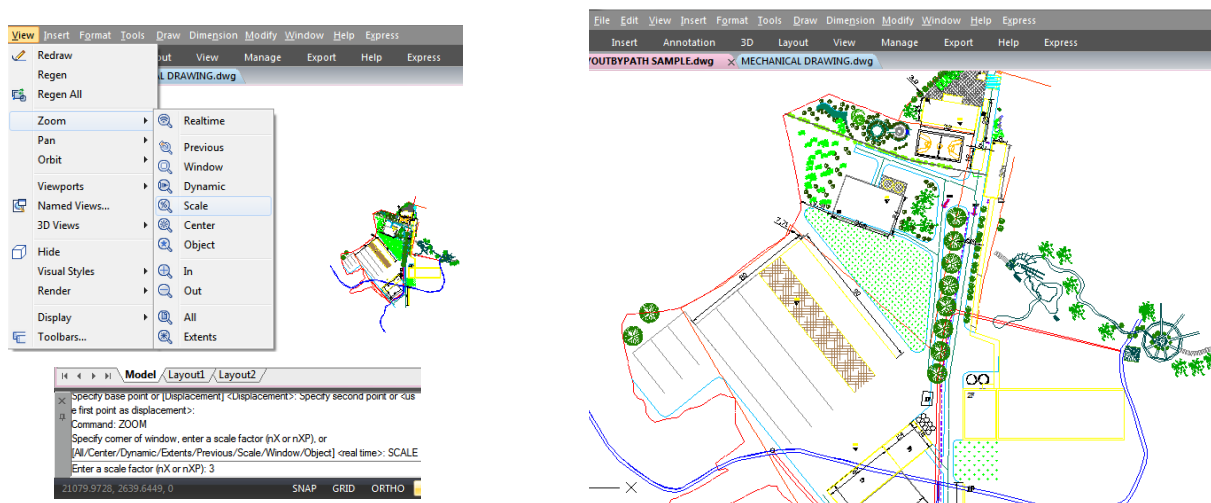 View Insert Format Tools Draw Dimension Modify Window Help Express
out View Manage Export Help Express
AL DRAWING.dwg
Redraw
Regen
Regen All
Zoom
Pan
Orbit
Viewports
Named Views...
3D Views
Hide
Visual Styles
Render
Display
Toolbars...
Realtime
Previous
Window
Dynamic
Scale
Center
Object
In
Out
All
Extents
Model Layout1 Layout2
Specify base point or [Displacement] <Displacement>: Specify second point or <us
e first point as displacement>:
Command: ZOOM
Specify corner of window, enter a scale factor (nX or nXP), or
[All/Center/Dynamic/Extents/Previous/Scale/Window/Object] <real time>: SCALE
Enter a scale factor (nX or nXP): 3
21079.9728, 2639.6449, 0 SNAP GRID ORTHO
File Edit View Insert Format Tools Draw Dimension Modify Window Help Express
Insert Annotation 3D Layout View Manage Export Help Express
YOUTBYPATH SAMPLE.dwg MECHANICAL DRAWING.dwg
X